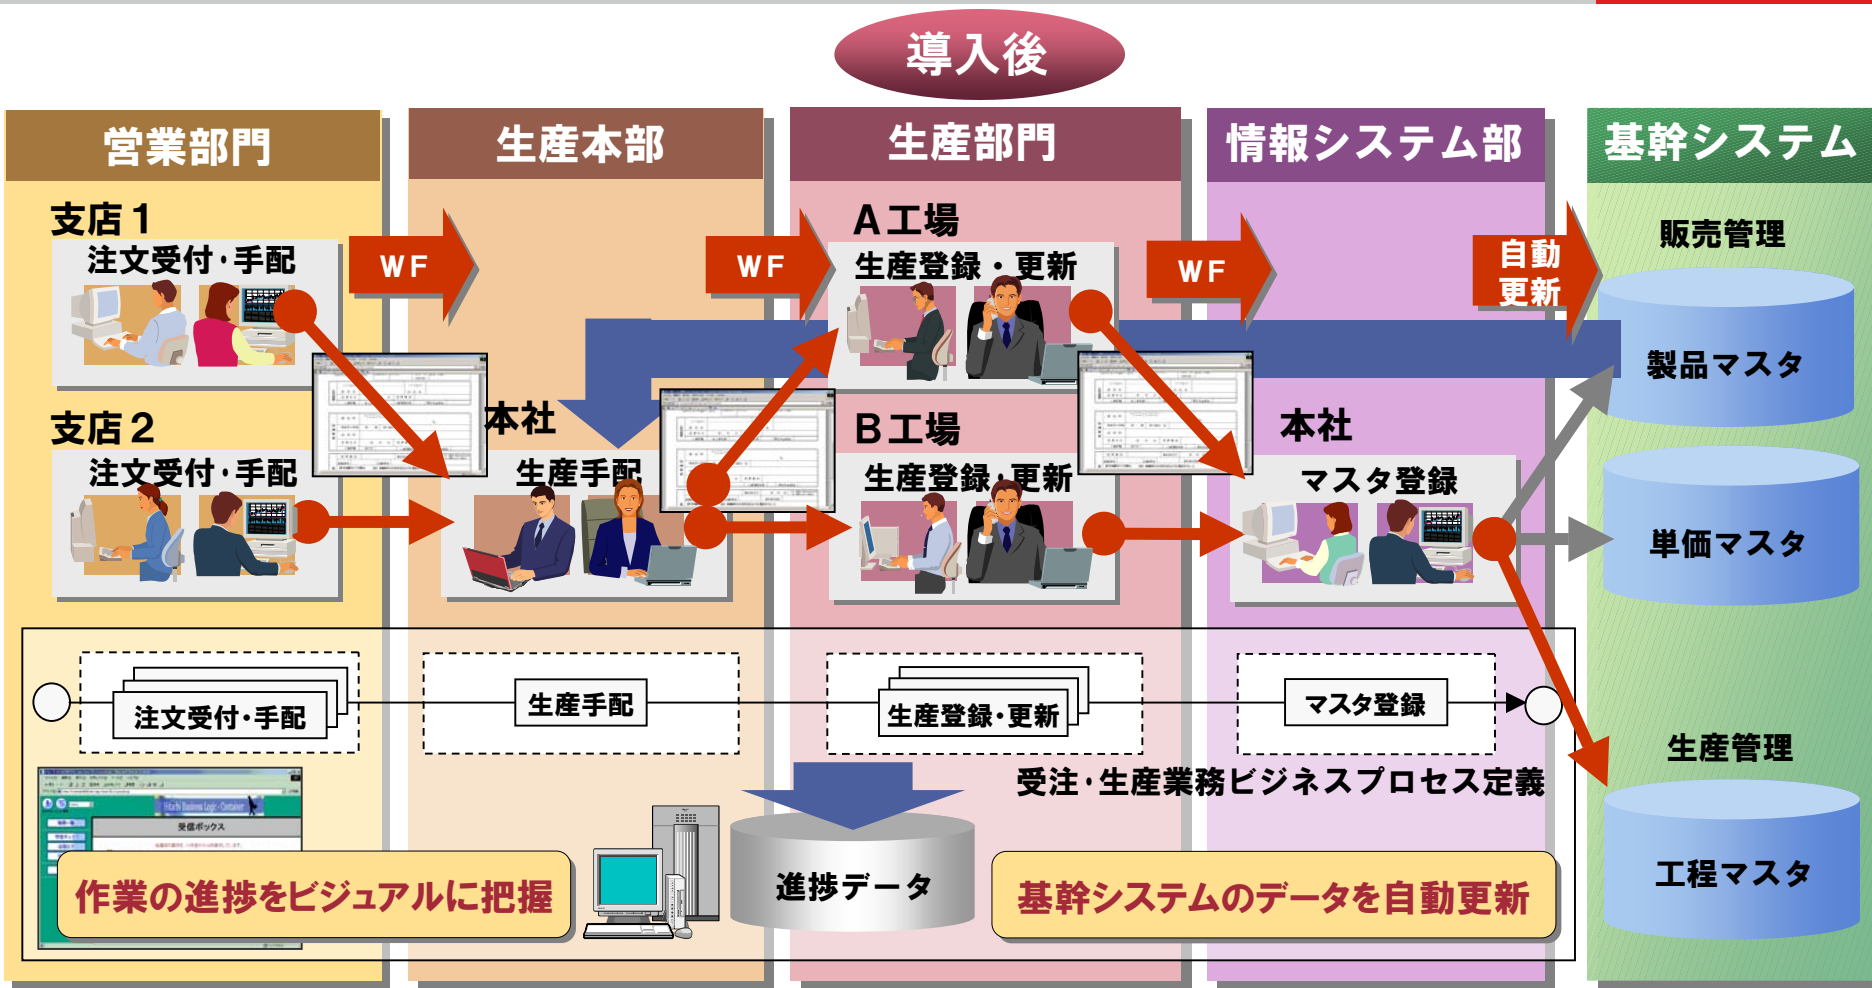 導入後
営業部門
生産本部
生産部門
情報システム部
基幹システム
支店1
注文受付・手配
WF
WF
A工場
生産登録・更新
WF
自動
更新
販売管理
製品マスタ
支店2
注文受付・手配
本社
生産手配
B工場
生産登録・更新
本社
マスタ登録
単価マスタ
注文受付・手配
生産手配
生産登録・更新
マスタ登録
受注・生産業務ビジネスプロセス定義
生産管理
工程マスタ
Hitachi Business Logic - Container
受信ボックス
作業の進捗をビジュアルに把握
進捗データ
基幹システムのデータを自動更新